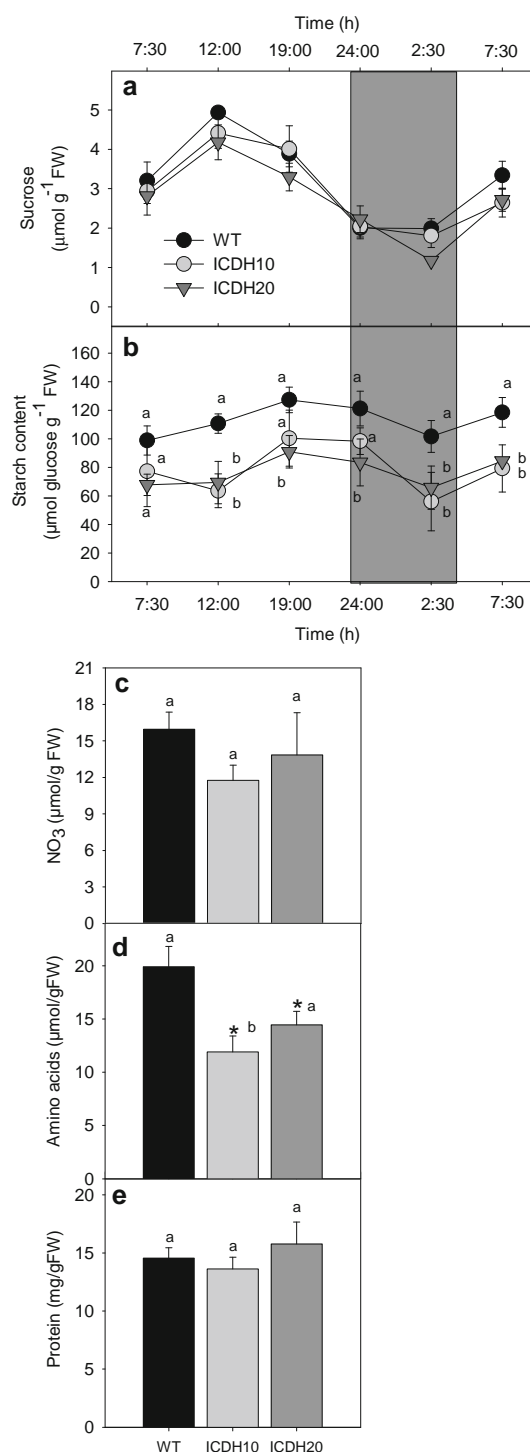 Time (h)
7:30 12:00 19:00 24:00 2:30 7:30
a
5
4
3
2
1
0
Sucrose
(µmol g-1 FW)
WT
ICDH10
ICDH20
b
160
140
120
100
80
60
40
20
0
Starch content
(µmol glucose g-1 FW)
a a a a a a
a b a a b b
a b b b b b
7:30 12:00 19:00 24:00 2:30 7:30
Time (h)
c
21
18
15
12
9
6
3
0
NO3 (µmol/g FW)
a a a
d
20
15
10
5
0
Amino acids (µmol/gFW)
a * b * a
e
20
15
10
5
0
Protein (mg/gFW)
a a a
WT ICDH10 ICDH20